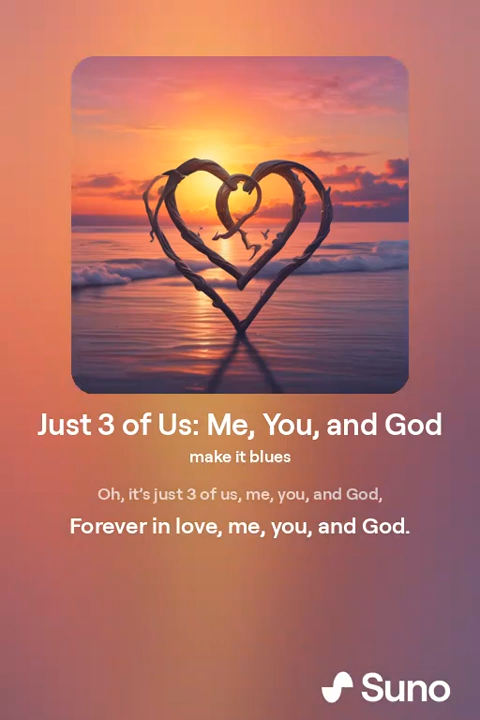 Just 3 of Us: Me, You, and God
make it blues
Oh, it’s just 3 of us, me, you, and God,
Forever in love, me, you, and God.
Suno